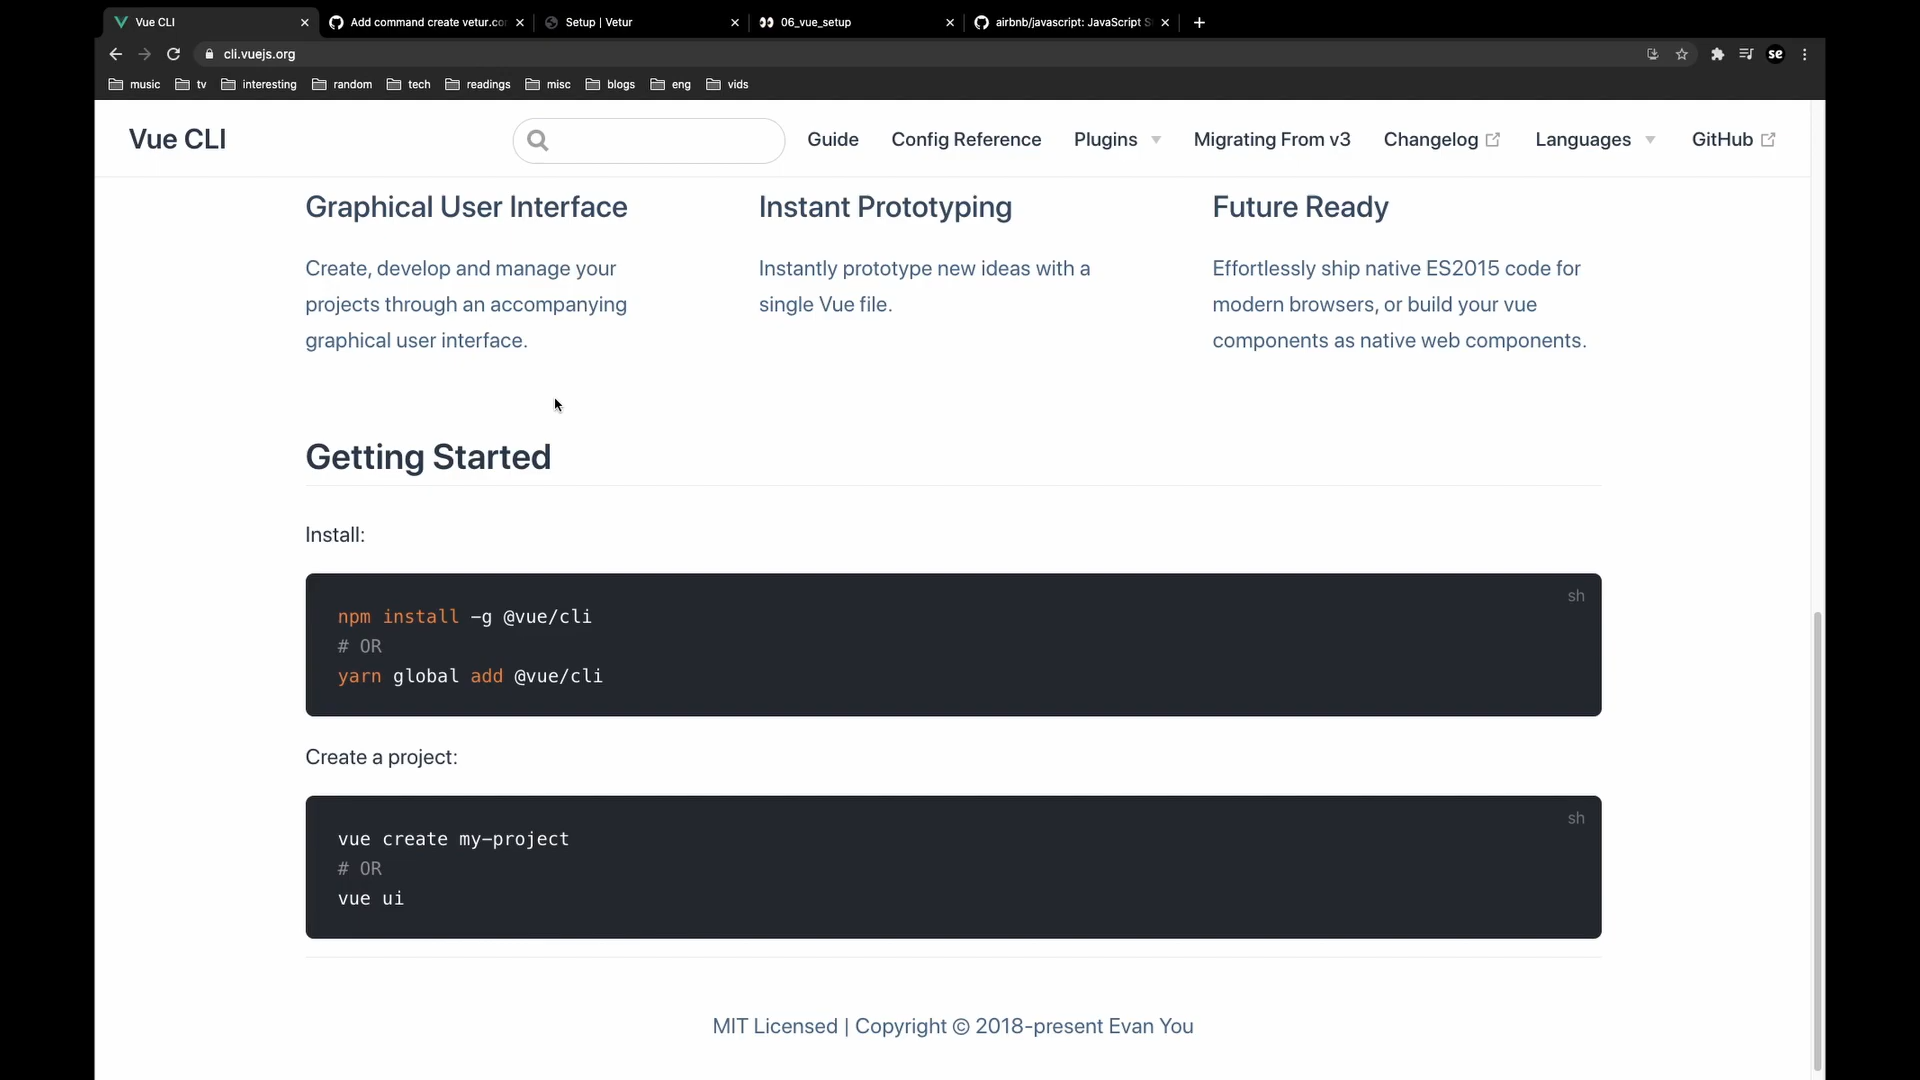 Vue CLI
Add command create vetur.co
Setup | Vetur
06_vue_setup
airbnb/javascript: JavaScript S
cli.vuejs.org
se
music
tv
interesting
random
tech
readings
misc
blogs
eng
vids
Vue CLI
Guide
Config Reference
Plugins
Migrating From v3
Changelog
Languages
GitHub
Graphical User Interface
Create, develop and manage your
projects through an accompanying
graphical user interface.
Instant Prototyping
Instantly prototype new ideas with a
single Vue file.
Future Ready
Effortlessly ship native ES2015 code for
modern browsers, or build your vue
components as native web components.
Getting Started
Install:
sh
npm install -g @vue/cli
# OR
yarn global add @vue/cli
Create a project:
sh
vue create my-project
# OR
vue ui
MIT Licensed | Copyright © 2018-present Evan You